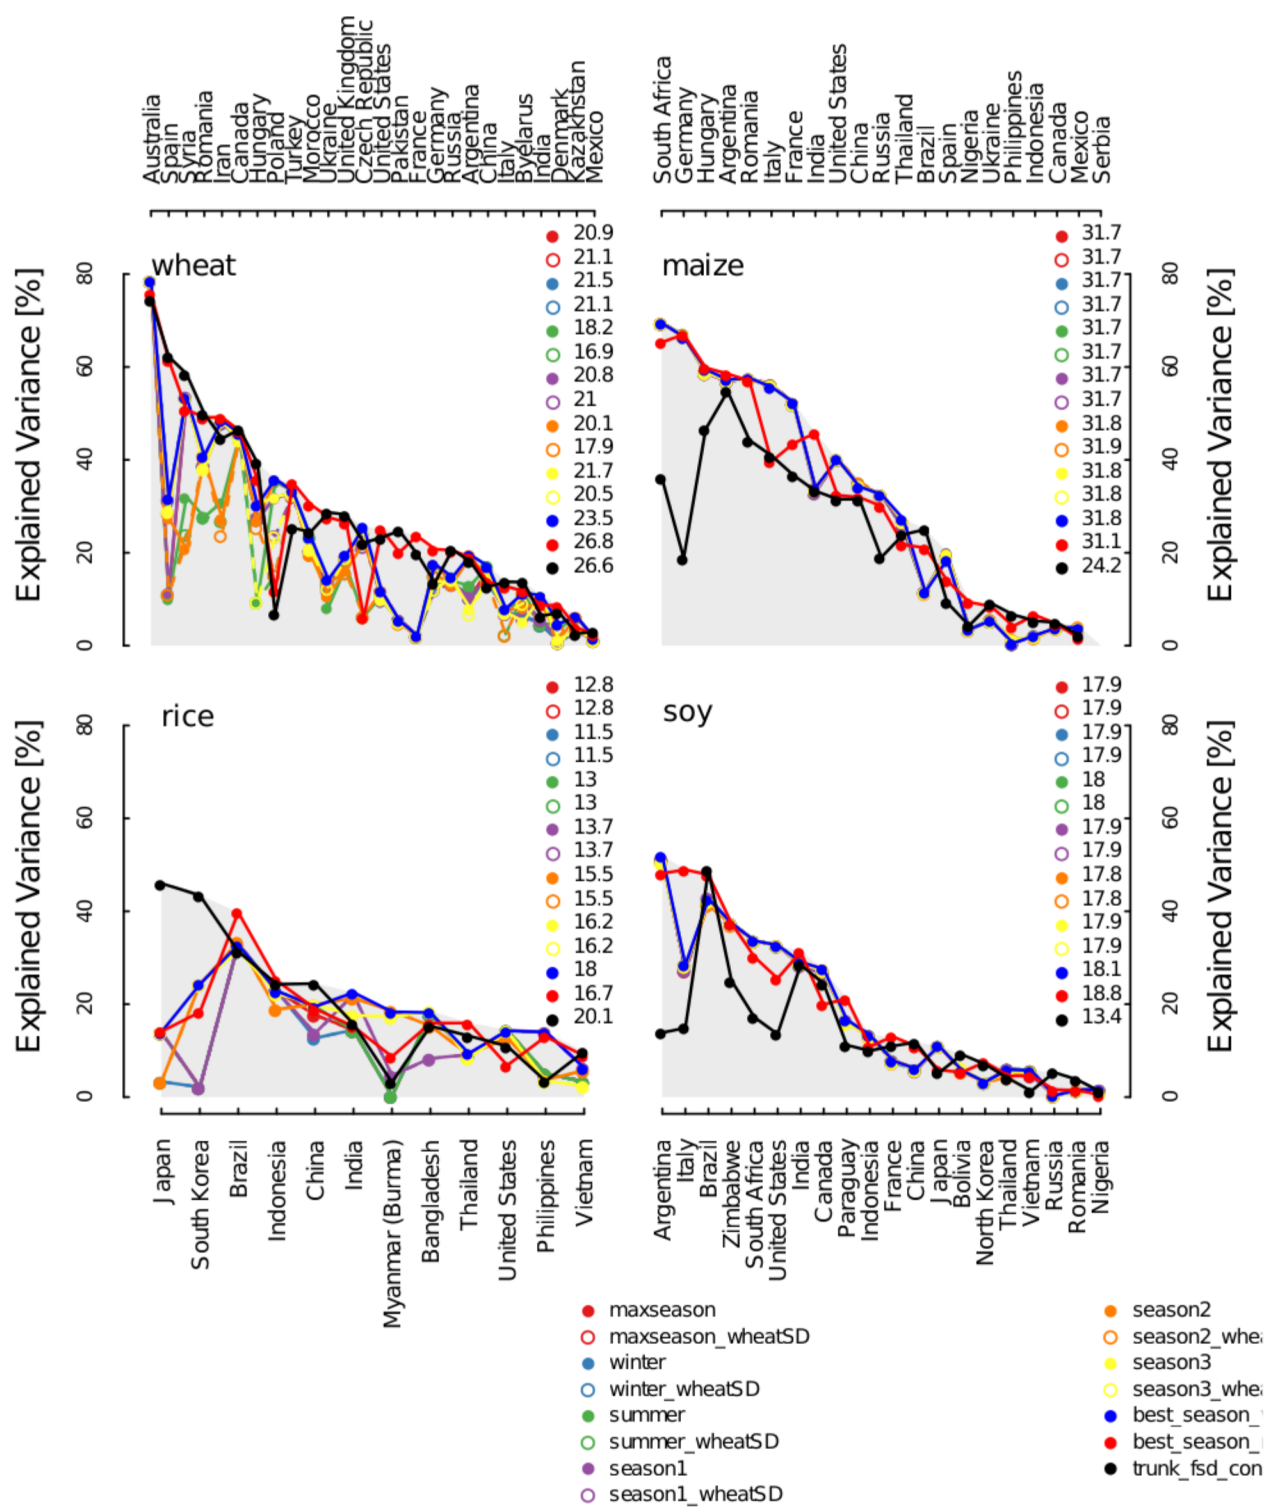 Australia
Spain
Syria
Romania
Iran
Canada
Hungary
Poland
Turkey
Morocco
Ukraine
United Kingdom
Czech Republic
United States
Pakistan
France
Germany
Russia
Argentina
China
Italy
Byelarus
India
Denmark
Kazakhstan
Mexico
South Africa
Germany
Hungary
Argentina
Romania
Italy
France
India
United States
China
Russia
Thailand
Brazil
Spain
Nigeria
Ukraine
Philippines
Indonesia
Canada
Mexico
Serbia
wheat
Explained Variance [%]
80
60
40
20
0
20.9
21.1
21.5
21.1
18.2
16.9
20.8
21
20.1
17.9
21.7
20.5
23.5
26.8
26.6
maize
31.7
31.7
31.7
31.7
31.7
31.7
31.7
31.7
31.8
31.9
31.8
31.8
31.8
31.1
24.2
80
60
40
20
0
Explained Variance [%]
rice
Explained Variance [%]
80
60
40
20
0
12.8
12.8
11.5
11.5
13
13
13.7
13.7
15.5
15.5
16.2
16.2
18
16.7
20.1
soy
17.9
17.9
17.9
17.9
18
18
17.9
17.9
17.8
17.8
17.9
17.9
18.1
18.8
13.4
80
60
40
20
0
Explained Variance [%]
Japan
South Korea
Brazil
Indonesia
China
India
Myanmar (Burma)
Bangladesh
Thailand
United States
Philippines
Vietnam
Argentina
Italy
Brazil
Zimbabwe
South Africa
United States
India
Canada
Paraguay
Indonesia
France
China
Japan
Bolivia
North Korea
Thailand
Vietnam
Russia
Romania
Nigeria
maxseason
maxseason_wheatSD
winter
winter_wheatSD
summer
summer_wheatSD
season1
season1_wheatSD
season2
season2_whea
season3
season3_whea
best_season_
best_season_
trunk_fsd_con